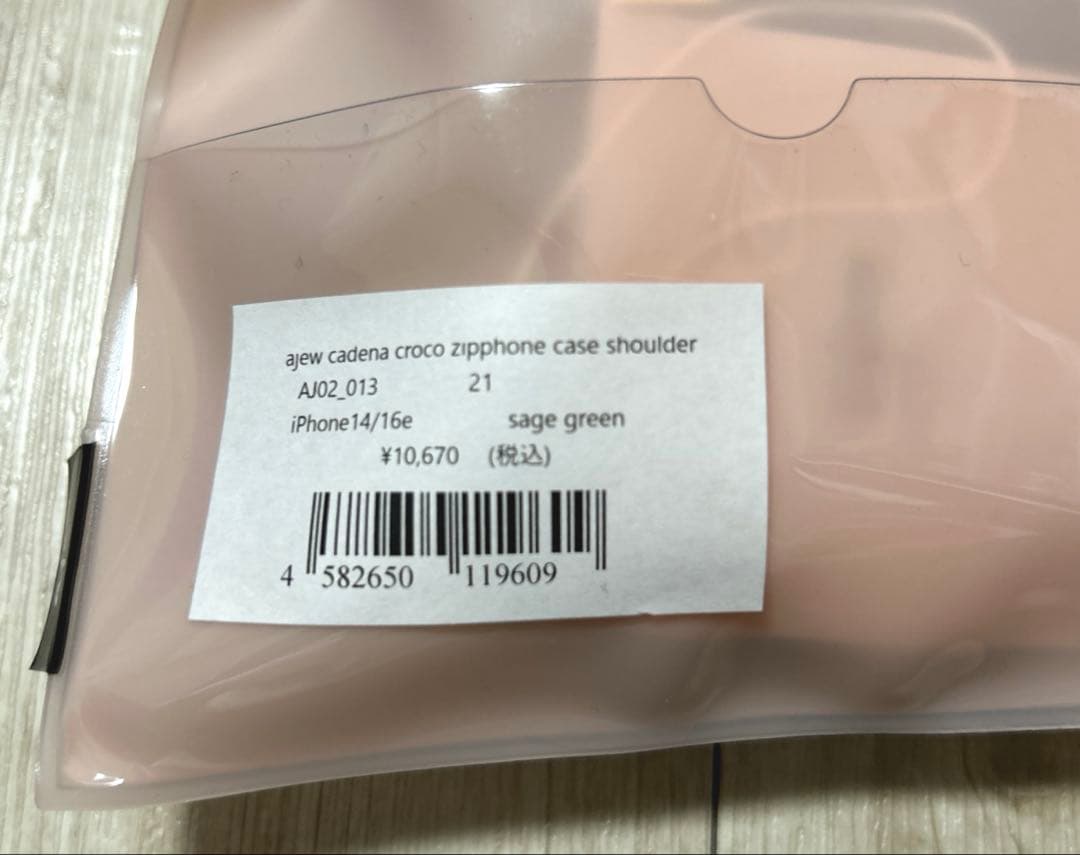 ajew cadena croco zipphone case shoulder
AJ02_013 21
iPhone14/16e sage green
¥10,670 (税込)
4 582650 119609